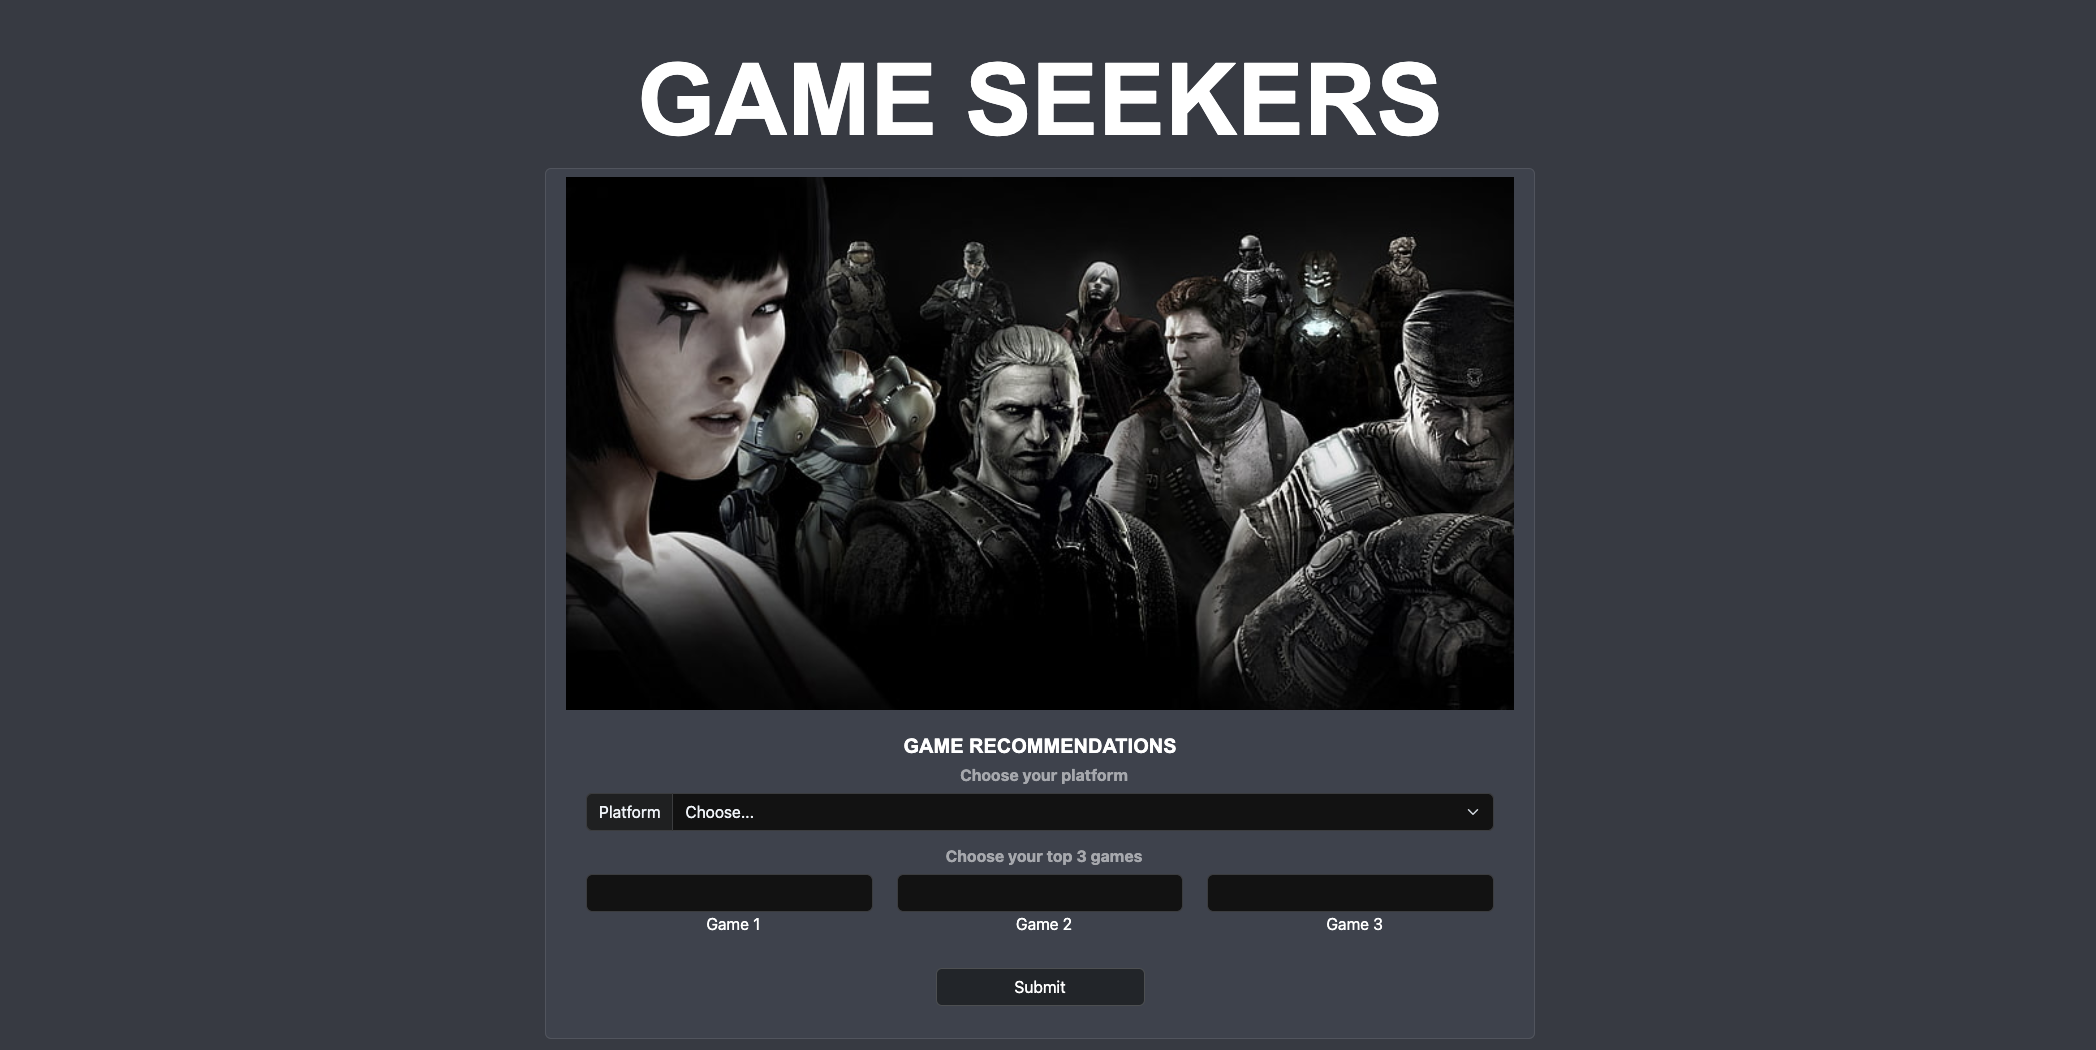 GAME SEEKERS
GAME RECOMMENDATIONS
Choose your platform
Platform Choose...
Choose your top 3 games
Game 1 Game 2 Game 3
Submit